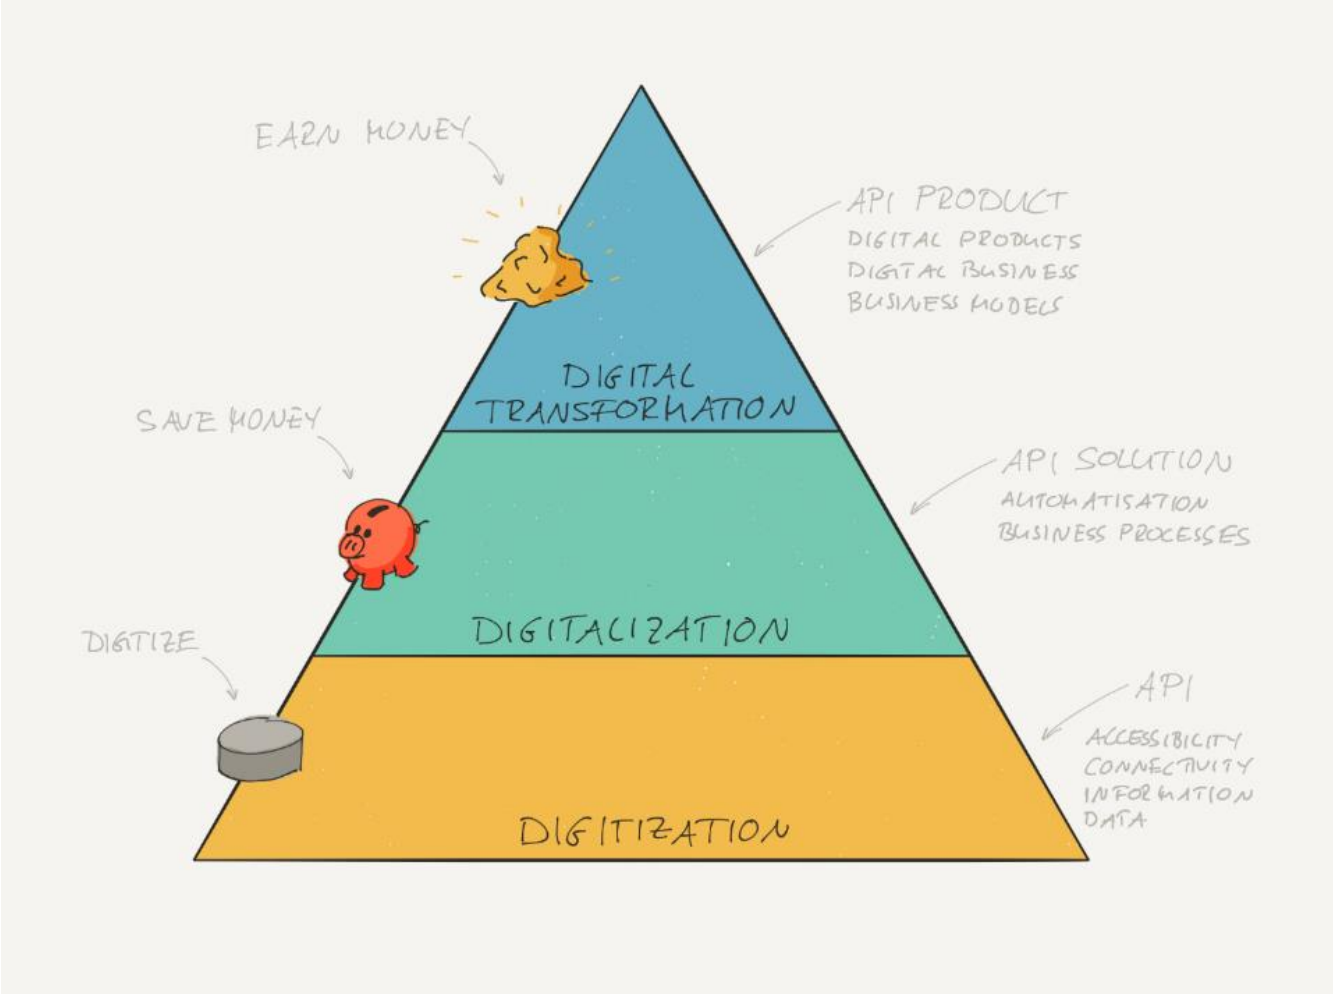 EARN MONEY
API PRODUCT
DIGITAL PRODUCTS
DIGITAL BUSINESS
BUSINESS MODELS
DIGITAL
TRANSFORMATION
SAVE MONEY
API SOLUTION
AUTOMATISATION
BUSINESS PROCESSES
DIGITALIZATION
DIGITIZE
API
ACCESSIBILITY
CONNECTIVITY
INFORMATION
DATA
DIGITIZATION